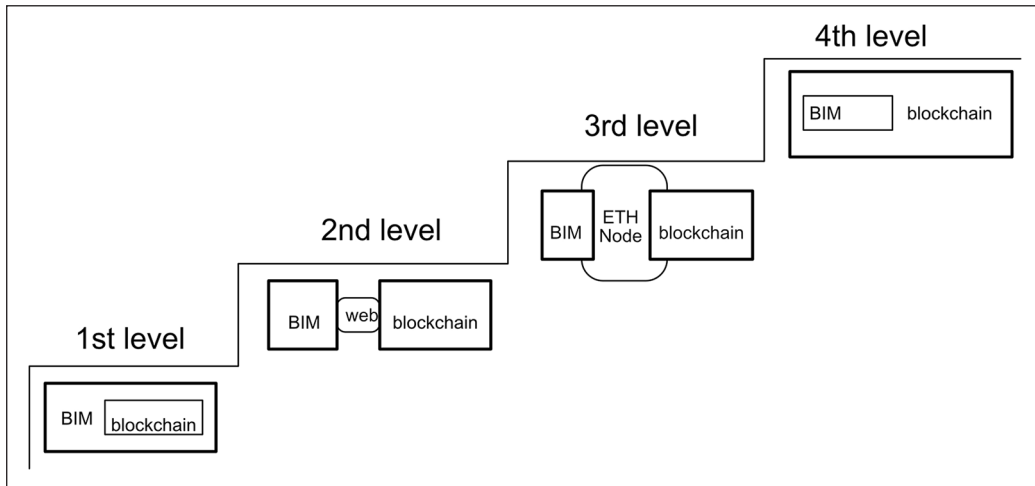 4th level
BIM
blockchain
3rd level
BIM
ETH
Node
blockchain
2nd level
BIM
web
blockchain
1st level
BIM
blockchain